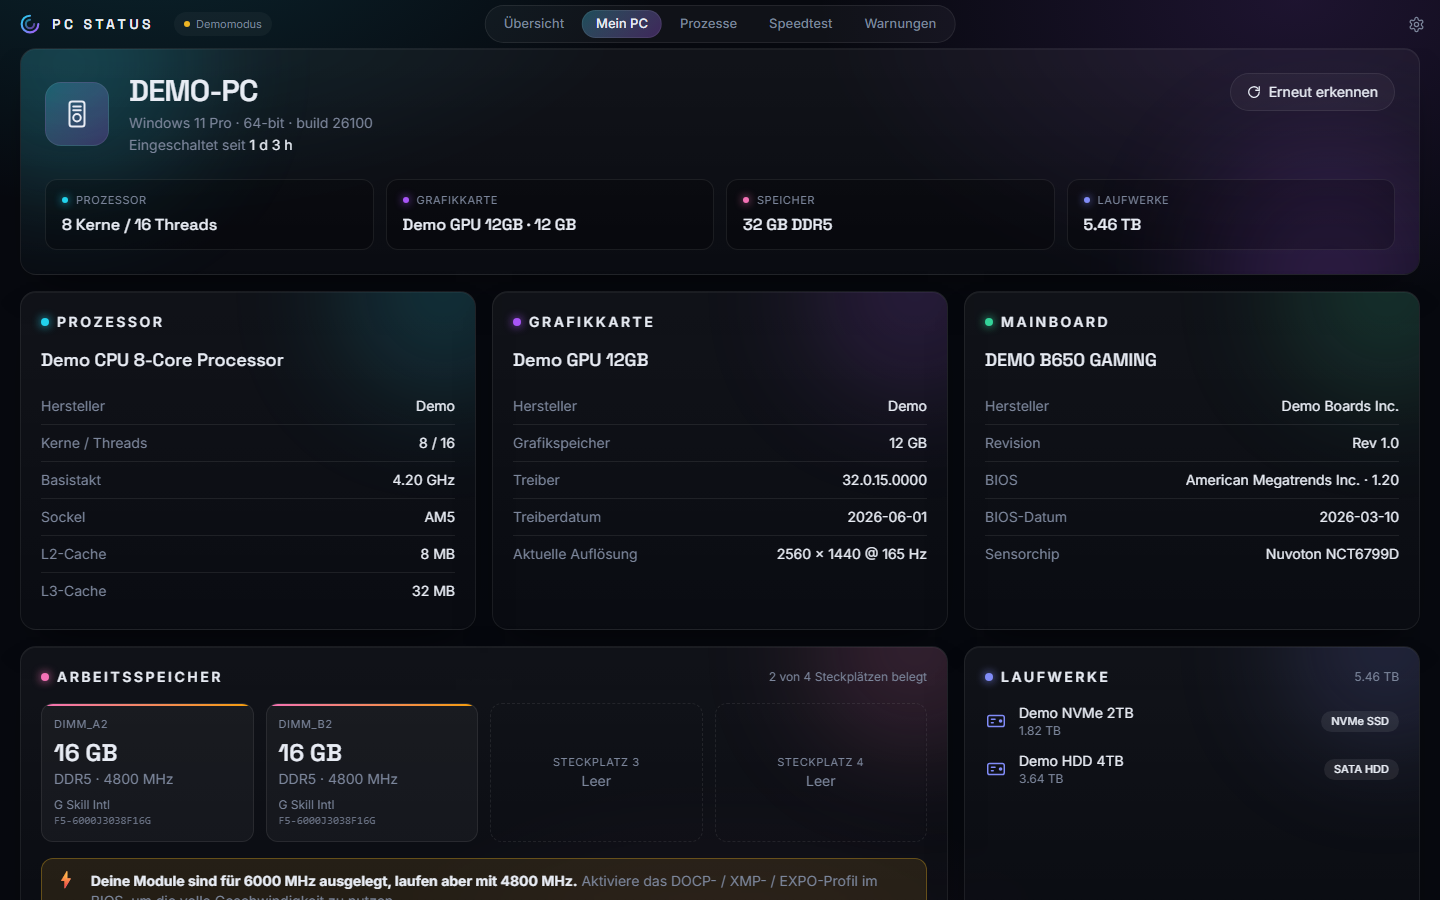 PC STATUS
Demomodus
Übersicht
Mein PC
Prozesse
Speedtest
Warnungen
DEMO-PC
Windows 11 Pro · 64-bit · build 26100
Eingeschaltet seit 1 d 3 h
Erneut erkennen
PROZESSOR
8 Kerne / 16 Threads
GRAFIKKARTE
Demo GPU 12GB · 12 GB
SPEICHER
32 GB DDR5
LAUFWERKE
5.46 TB
PROZESSOR
Demo CPU 8-Core Processor
Hersteller Demo
Kerne / Threads 8 / 16
Basistakt 4.20 GHz
Sockel AM5
L2-Cache 8 MB
L3-Cache 32 MB
GRAFIKKARTE
Demo GPU 12GB
Hersteller Demo
Grafikspeicher 12 GB
Treiber 32.0.15.0000
Treiberdatum 2026-06-01
Aktuelle Auflösung 2560 × 1440 @ 165 Hz
MAINBOARD
DEMO B650 GAMING
Hersteller Demo Boards Inc.
Revision Rev 1.0
BIOS American Megatrends Inc. · 1.20
BIOS-Datum 2026-03-10
Sensorchip Nuvoton NCT6799D
ARBEITSSPEICHER
2 von 4 Steckplätzen belegt
DIMM_A2
16 GB
DDR5 · 4800 MHz
G Skill Intl
F5-6000J3038F16G
DIMM_B2
16 GB
DDR5 · 4800 MHz
G Skill Intl
F5-6000J3038F16G
STECKPLATZ 3
Leer
STECKPLATZ 4
Leer
Deine Module sind für 6000 MHz ausgelegt, laufen aber mit 4800 MHz. Aktiviere das DOCP- / XMP- / EXPO-Profil im
BIOS, um die volle Geschwindigkeit zu nutzen.
LAUFWERKE
5.46 TB
Demo NVMe 2TB
1.82 TB
NVMe SSD
Demo HDD 4TB
3.64 TB
SATA HDD